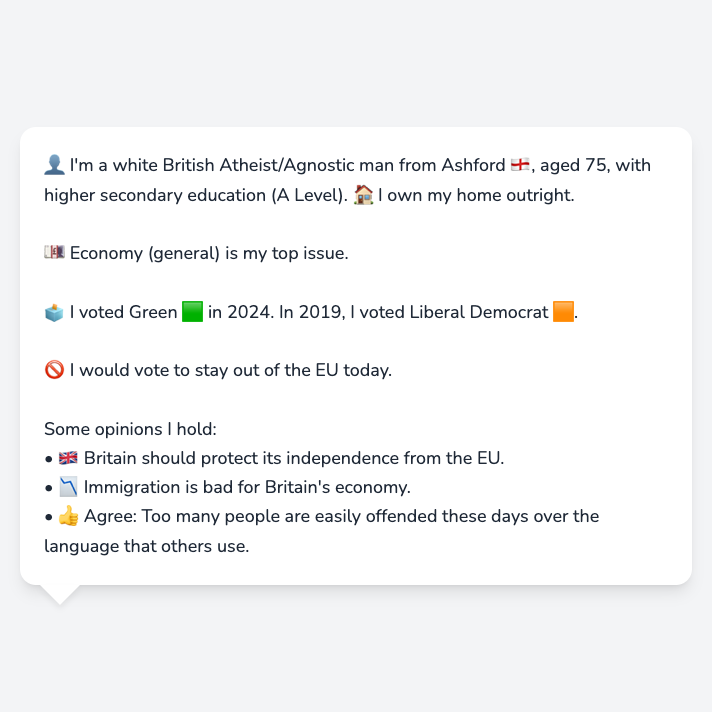 👤 I'm a white British Atheist/Agnostic man from Ashford 🏴󠁧󠁢󠁥󠁮󠁧󠁿, aged 75, with
higher secondary education (A Level). 🏠 I own my home outright.
💷 Economy (general) is my top issue.
🗳️ I voted Green 🟩 in 2024. In 2019, I voted Liberal Democrat 🟧.
🚫 I would vote to stay out of the EU today.
Some opinions I hold:
• 🇬🇧 Britain should protect its independence from the EU.
• 📉 Immigration is bad for Britain's economy.
• 👍 Agree: Too many people are easily offended these days over the
language that others use.